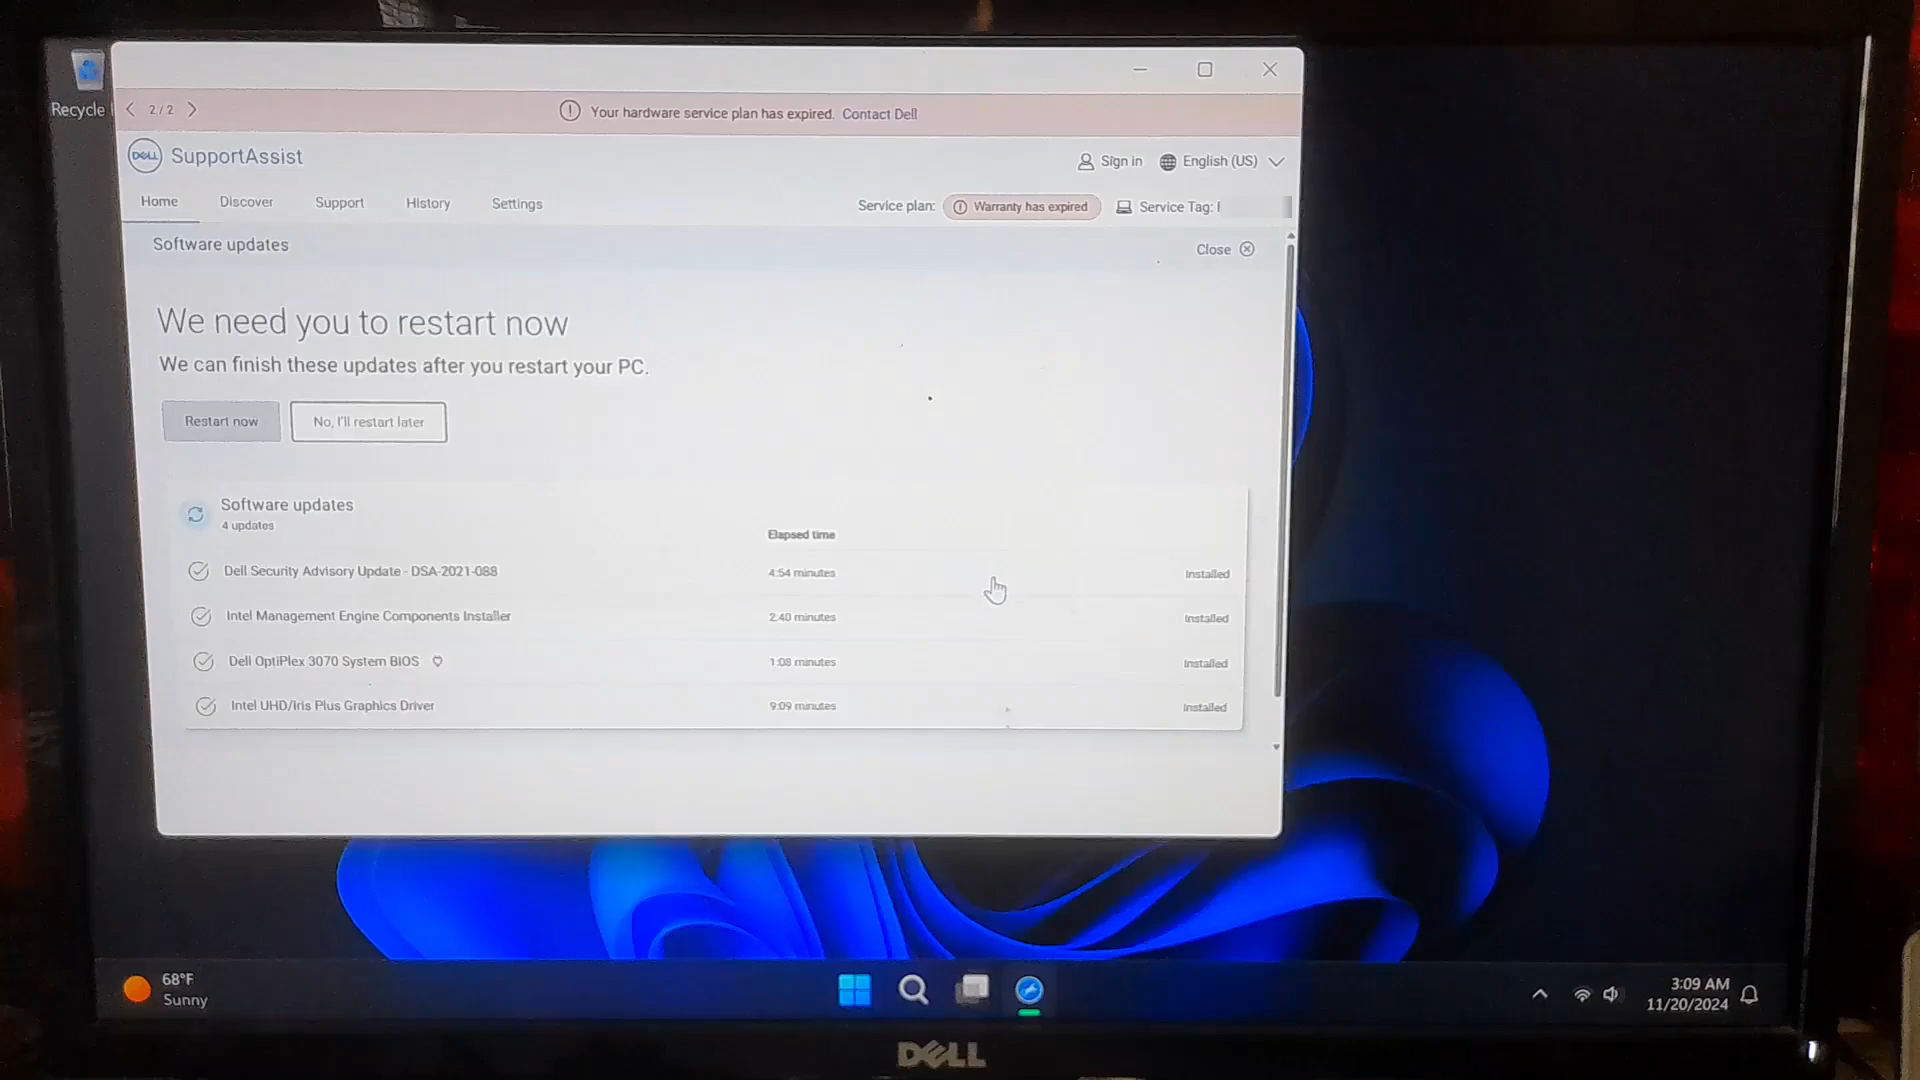 Recycle
2 / 2
Your hardware service plan has expired. Contact Dell
DELL SupportAssist
Sign in
English (US)
Home
Discover
Support
History
Settings
Service plan:
Warranty has expired
Service Tag:
Software updates
Close
We need you to restart now
We can finish these updates after you restart your PC.
Restart now
No, I'll restart later
Software updates
4 updates
Elapsed time
Dell Security Advisory Update - DSA-2021-088
4:54 minutes
Installed
Intel Management Engine Components Installer
2:40 minutes
Installed
Dell OptiPlex 3070 System BIOS
1:08 minutes
Installed
Intel UHD/Iris Plus Graphics Driver
9:09 minutes
Installed
68°F
Sunny
3:09 AM
11/20/2024
DELL